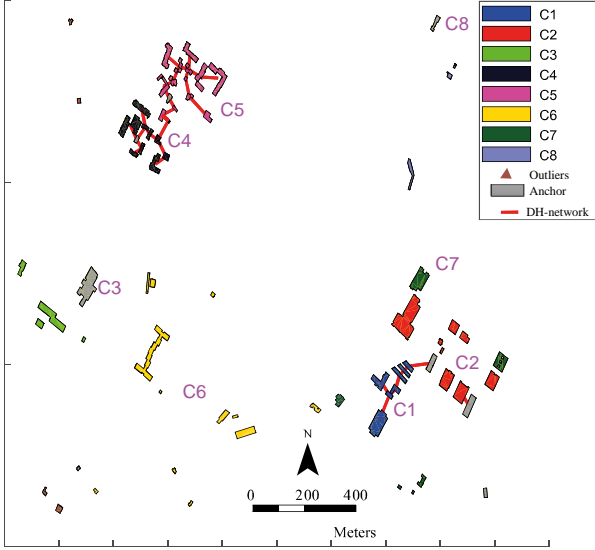 C8
C1
C2
C3
C4
C5
C6
C7
C8
Outliers
Anchor
DH-network
C5
C4
C7
C3
C2
C6
C1
N
0 200 400
Meters